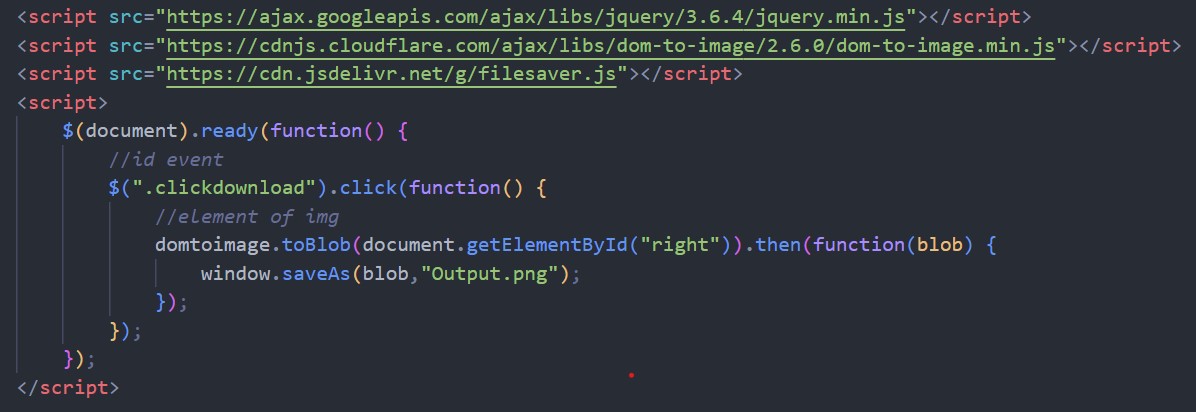 <script src="https://ajax.googleapis.com/ajax/libs/jquery/3.6.4/jquery.min.js"></script>
<script src="https://cdnjs.cloudflare.com/ajax/libs/dom-to-image/2.6.0/dom-to-image.min.js"></script>
<script src="https://cdn.jsdelivr.net/g/filesaver.js"></script>
<script>
    $(document).ready(function() {
        //id event
        $(".clickdownload").click(function() {
            //element of img
            domtoimage.toBlob(document.getElementById("right")).then(function(blob) {
                window.saveAs(blob,"Output.png");
            });
        });
    });
</script>